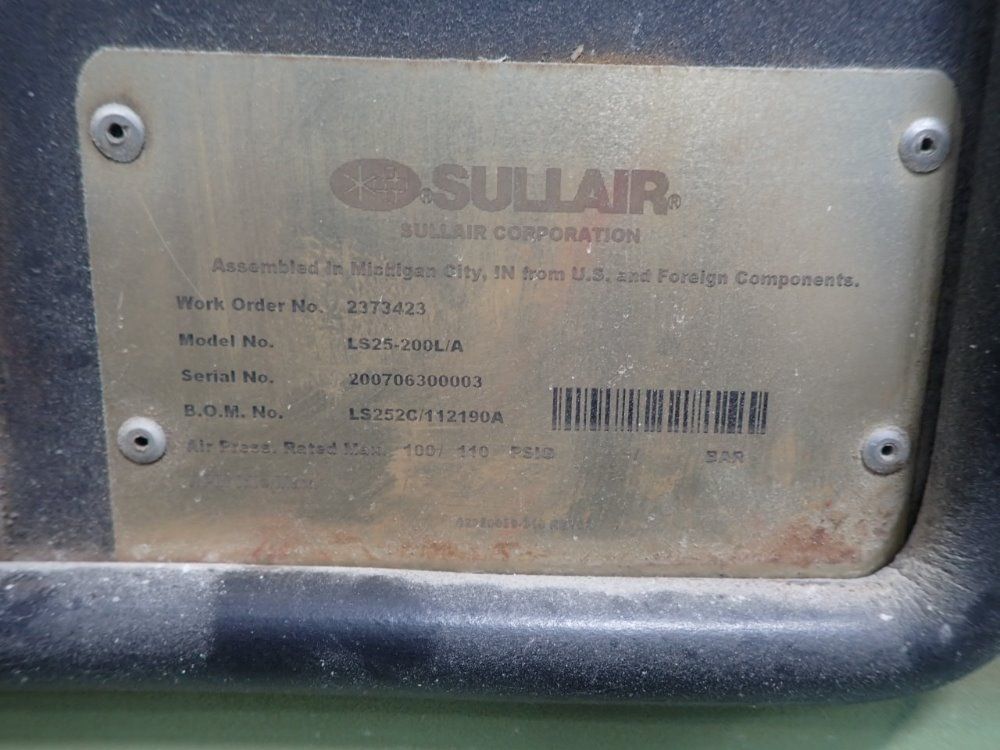 ® SULLAIR®
SULLAIR CORPORATION
Assembled in Michigan City, IN from U.S. and Foreign Components.
Work Order No. 2373423
Model No. LS25-200L/A
Serial No. 200706300003
B.O.M. No. LS252C/112190A
Air Press. Rated Max. 100/ 110 PSIG / BAR